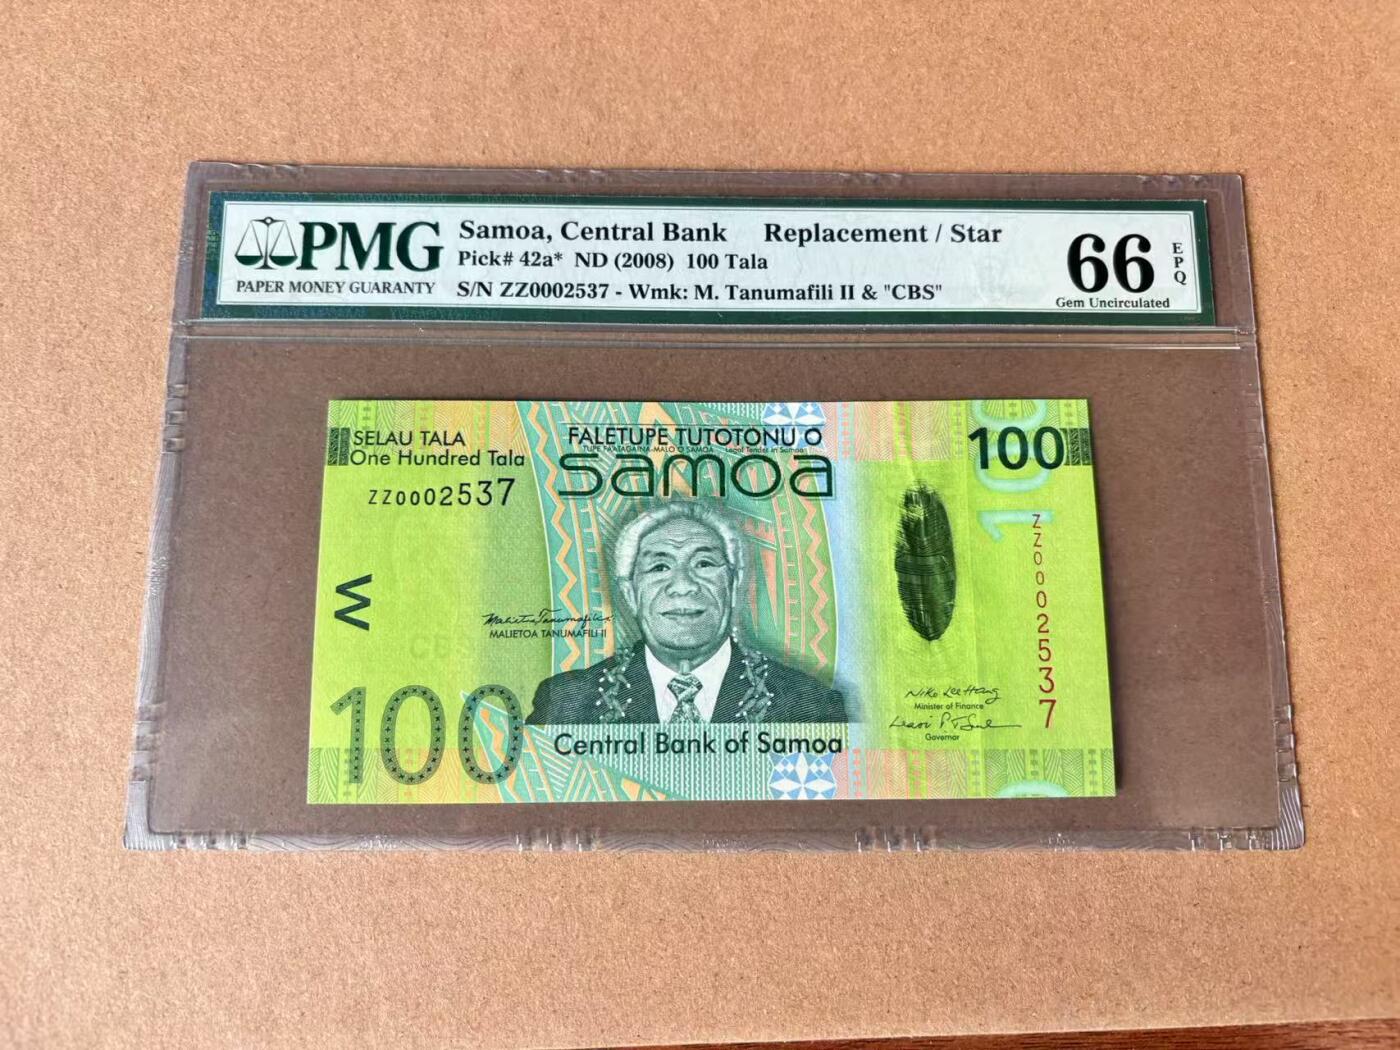 PMG
PAPER MONEY GUARANTY
Samoa, Central Bank Replacement / Star
Pick# 42a* ND (2008) 100 Tala
S/N ZZ0002537 - Wmk: M. Tanumafili II & "CBS"
66
EPQ
Gem Uncirculated
SELAU TALA
One Hundred Tala
ZZ0002537
FALETUPE TUTOTONU O
TUPE FA'ATAGAINA-MALO O SAMOA Legal Tender in Samoa
samoa
100
100
ZZ0002537
MALIETOA TANUMAFILI II
100
Minister of Finance
Governor
Central Bank of Samoa